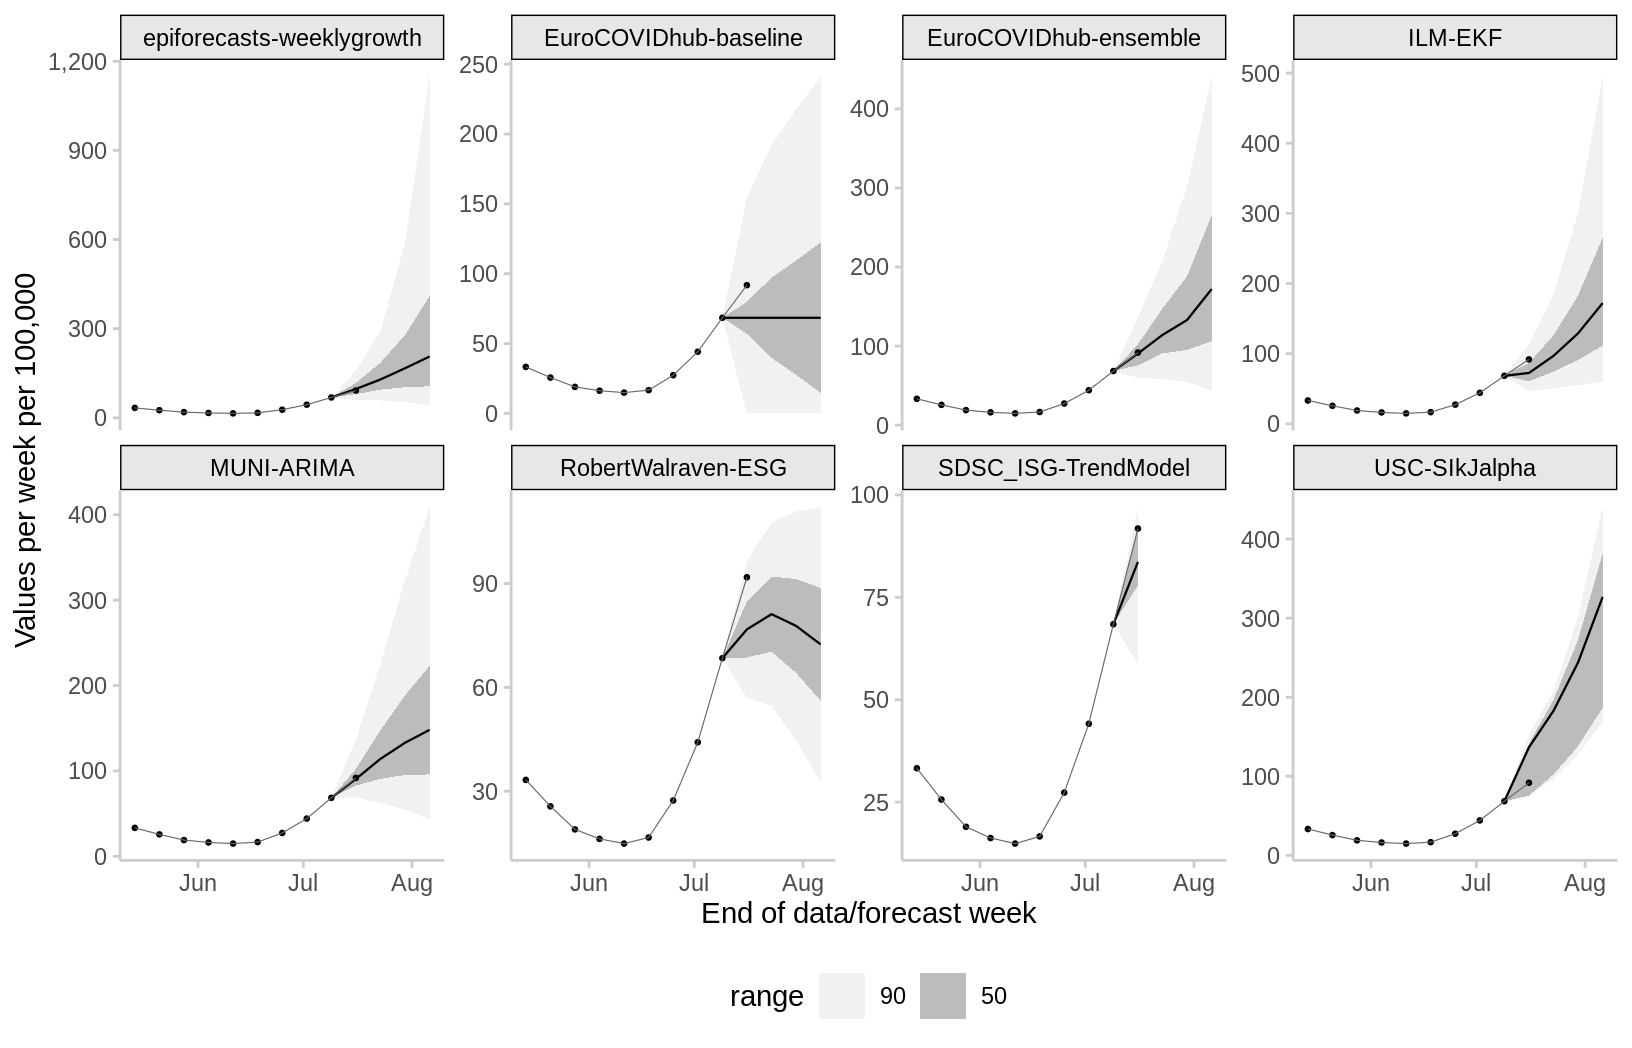 epiforecasts-weeklygrowth
EuroCOVIDhub-baseline
EuroCOVIDhub-ensemble
ILM-EKF
1,200
900
600
300
0
250
200
150
100
50
0
400
300
200
100
0
500
400
300
200
100
0
Values per week per 100,000
MUNI-ARIMA
RobertWalraven-ESG
SDSC_ISG-TrendModel
USC-SIkJalpha
400
300
200
100
0
90
60
30
100
75
50
25
400
300
200
100
0
Jun Jul Aug
Jun Jul Aug
Jun Jul Aug
Jun Jul Aug
End of data/forecast week
range 90 50